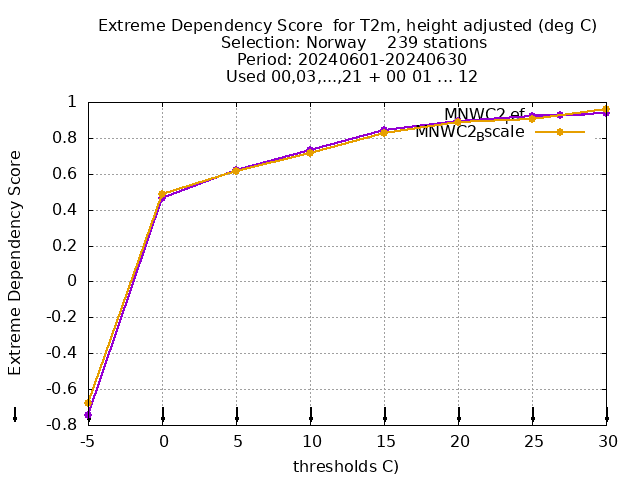 Extreme Dependency Score for T2m, height adjusted (deg C)
Selection: Norway 239 stations
Period: 20240601-20240630
Used 00,03,...,21 + 00 01 ... 12
Extreme Dependency Score
1
0.8
0.6
0.4
0.2
0
-0.2
-0.4
-0.6
-0.8
MNWC2
MNWC2_Bscale
-5
0
5
10
15
20
25
30
thresholds C)